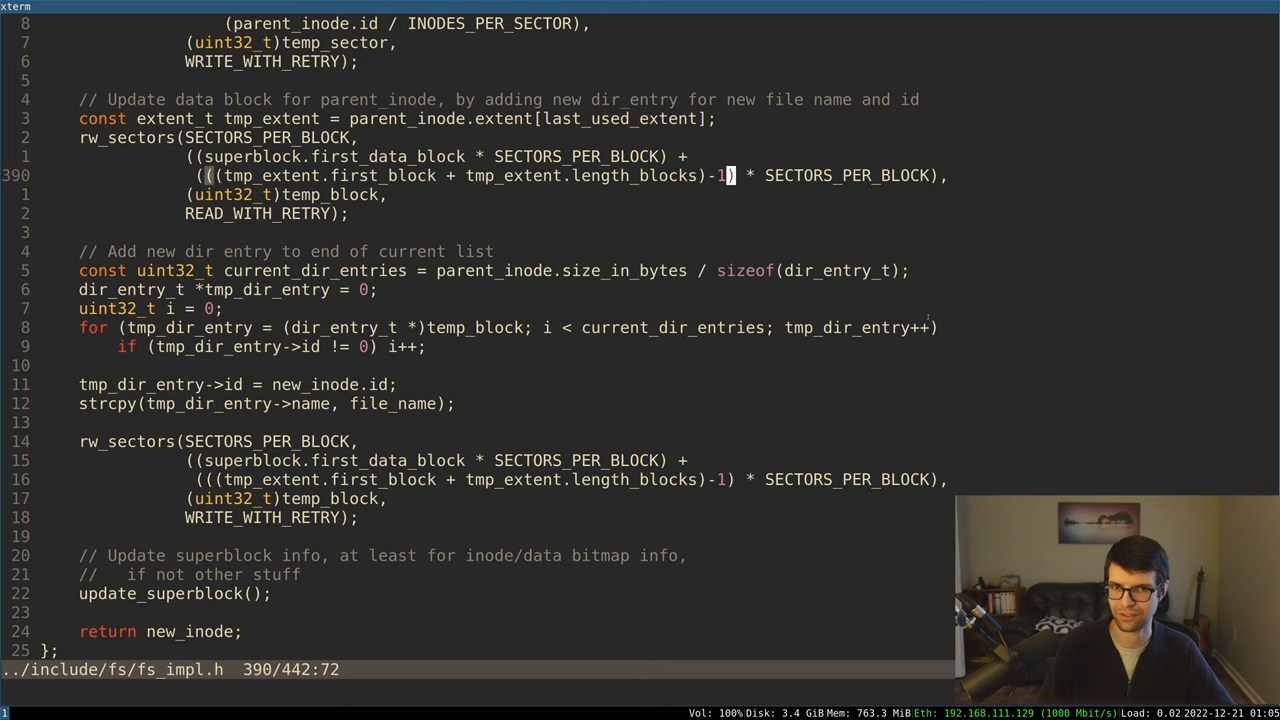 xterm
8 (parent_inode.id / INODES_PER_SECTOR),
7 (uint32_t)temp_sector,
6 WRITE_WITH_RETRY);
5
4 // Update data block for parent_inode, by adding new dir_entry for new file name and id
3 const extent_t tmp_extent = parent_inode.extent[last_used_extent];
2 rw_sectors(SECTORS_PER_BLOCK,
1 ((superblock.first_data_block * SECTORS_PER_BLOCK) +
390 (((tmp_extent.first_block + tmp_extent.length_blocks)-1) * SECTORS_PER_BLOCK),
1 (uint32_t)temp_block,
2 READ_WITH_RETRY);
3
4 // Add new dir entry to end of current list
5 const uint32_t current_dir_entries = parent_inode.size_in_bytes / sizeof(dir_entry_t);
6 dir_entry_t *tmp_dir_entry = 0;
7 uint32_t i = 0;
8 for (tmp_dir_entry = (dir_entry_t *)temp_block; i < current_dir_entries; tmp_dir_entry++)
9 if (tmp_dir_entry->id != 0) i++;
10
11 tmp_dir_entry->id = new_inode.id;
12 strcpy(tmp_dir_entry->name, file_name);
13
14 rw_sectors(SECTORS_PER_BLOCK,
15 ((superblock.first_data_block * SECTORS_PER_BLOCK) +
16 (((tmp_extent.first_block + tmp_extent.length_blocks)-1) * SECTORS_PER_BLOCK),
17 (uint32_t)temp_block,
18 WRITE_WITH_RETRY);
19
20 // Update superblock info, at least for inode/data bitmap info,
21 // if not other stuff
22 update_superblock();
23
24 return new_inode;
25 };
../include/fs/fs_impl.h 390/442:72
1 Vol: 100% Disk: 3.4 GiB Mem: 763.3 MiB Eth: 192.168.111.129 (1000 Mbit/s) Load: 0.02 2022-12-21 01:05